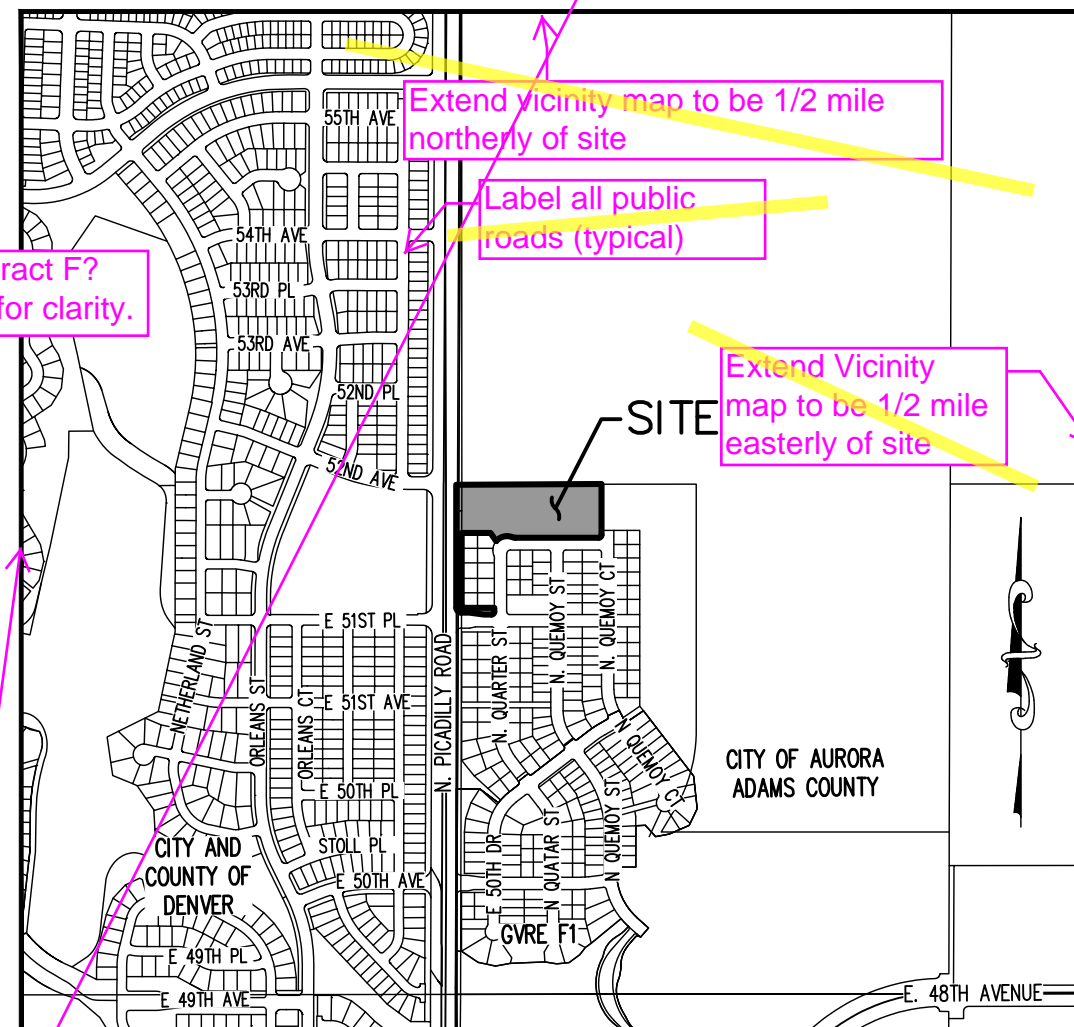 Extend vicinity map to be 1/2 mile
northerly of site
55TH AVE
Label all public
roads (typical)
54TH AVE
ract F?
for clarity.
53RD PL
53RD AVE
Extend Vicinity
map to be 1/2 mile
easterly of site
52ND PL
SITE
52ND AVE
E 51ST PL
N. QUEMOY ST
N. QUEMOY CT
NETHERLAND ST
N. QUARTER ST
N. PICADILLY ROAD
ORLEANS ST
ORLEANS CT
E 51ST AVE
N QUEMOY CT
CITY OF AURORA
ADAMS COUNTY
E 50TH PL
N QUEMOY ST
N QUATAR ST
STOLL PL
CITY AND
COUNTY OF
DENVER
E 50TH AVE
E 50TH DR
GVRE F1
E 49TH PL
E 49TH AVE
E. 48TH AVENUE